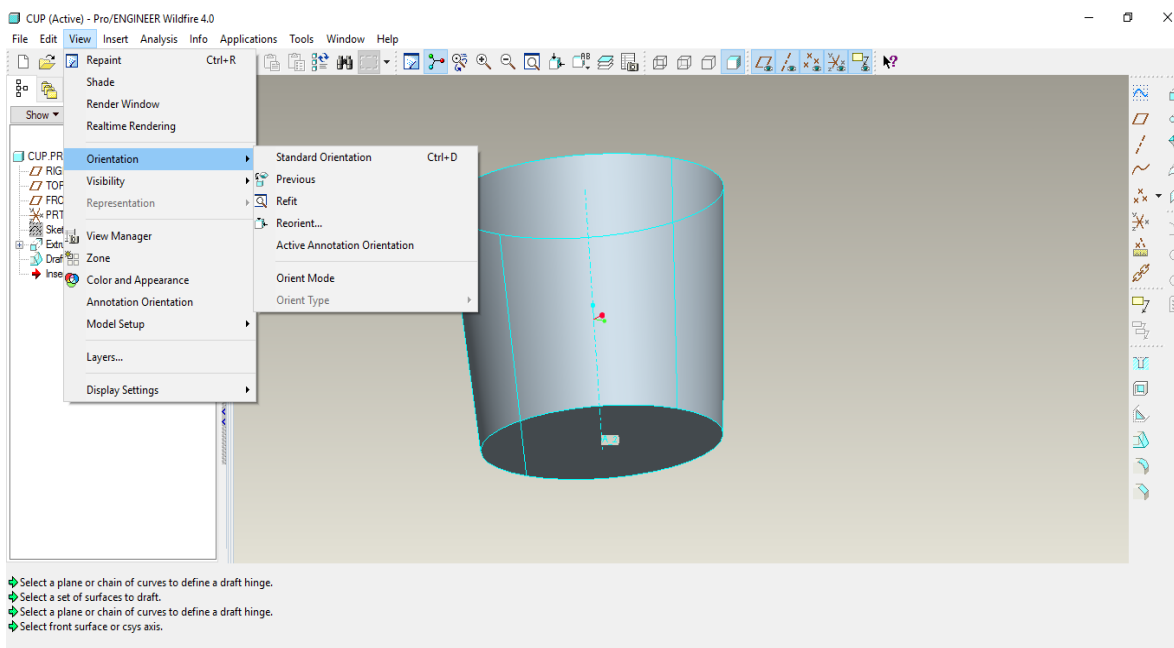 CUP (Active) - Pro/ENGINEER Wildfire 4.0
File Edit View Insert Analysis Info Applications Tools Window Help
Repaint Ctrl+R
Shade
Render Window
Realtime Rendering
Orientation
Visibility
Representation
View Manager
Zone
Color and Appearance
Annotation Orientation
Model Setup
Layers...
Display Settings
Standard Orientation Ctrl+D
Previous
Refit
Reorient...
Active Annotation Orientation
Orient Mode
Orient Type
Show
CUP.PR
RIG
TOP
FRO
PRT
Sket
Extr
Draf
Inse
Select a plane or chain of curves to define a draft hinge.
Select a set of surfaces to draft.
Select a plane or chain of curves to define a draft hinge.
Select front surface or csys axis.